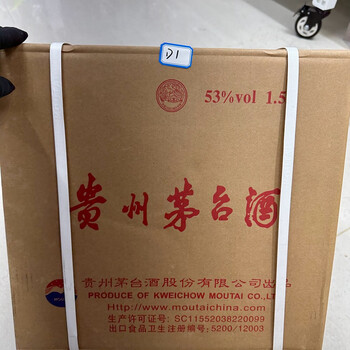 D1
53%vol 1.5
贵州茅台酒
贵州茅台酒股份有限公司出品
PRODUCE OF KWEICHOW MOUTAI CO.,LT
www.moutaichina.com
生产许可证号: SC11552038220099
出口食品卫生注册编号: 5200/12003